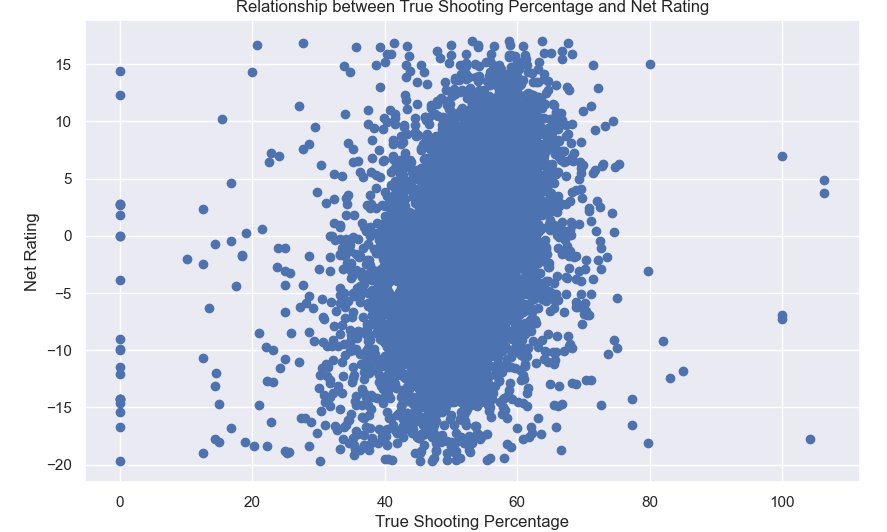 Relationship between True Shooting Percentage and Net Rating
Net Rating
15
10
5
0
−5
−10
−15
−20
0 20 40 60 80 100
True Shooting Percentage